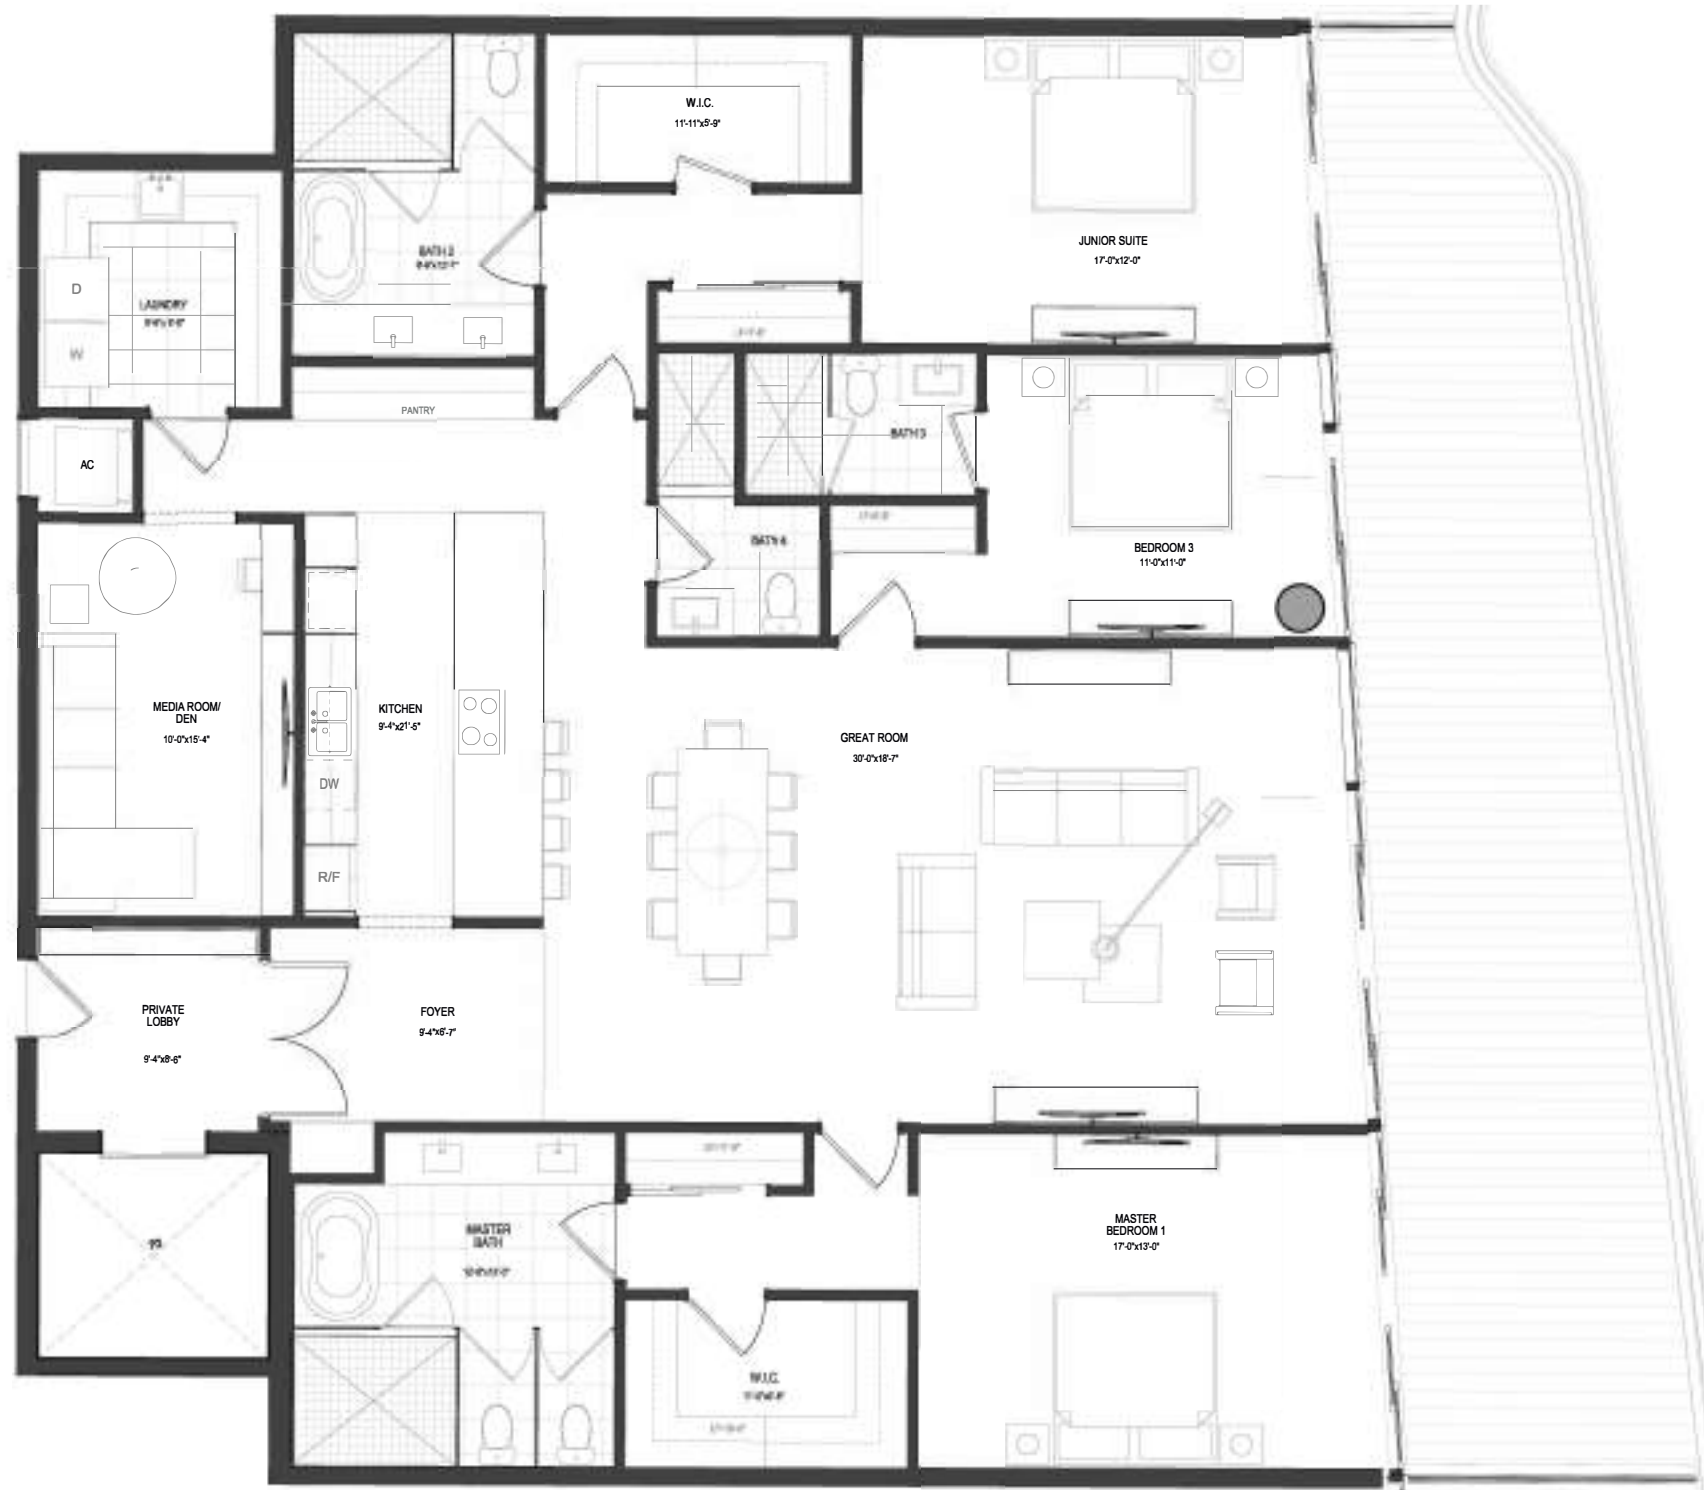 W.I.C.
11'-11"x5'-9"
JUNIOR SUITE
17'-0"x12'-0"
BATH 2
D
LAUNDRY
W
PANTRY
BATH 3
AC
BATH 4
BEDROOM 3
11'-0"x11'-0"
MEDIA ROOM/
DEN
10'-0"x15'-4"
KITCHEN
9'-4"x21'-5"
GREAT ROOM
30'-0"x18'-7"
DW
R/F
PRIVATE
LOBBY
9'-4"x8'-6"
FOYER
9'-4"x6'-7"
MASTER
BATH
MASTER
BEDROOM 1
17'-0"x13'-0"
W.I.C.